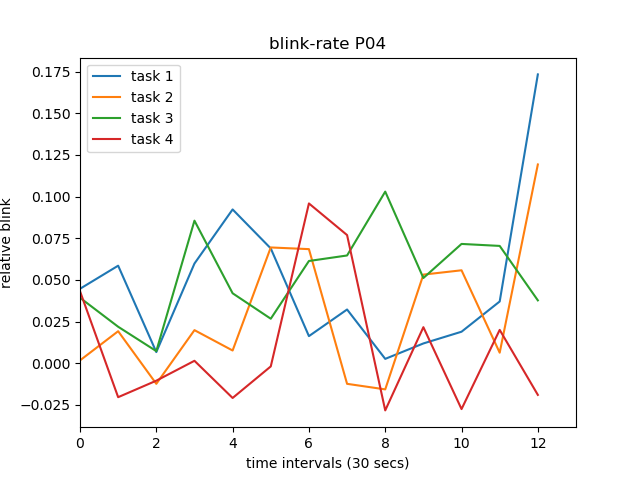 blink-rate P04
task 1
task 2
task 3
task 4
0.175
0.150
0.125
0.100
0.075
0.050
0.025
0.000
−0.025
relative blink
0 2 4 6 8 10 12
time intervals (30 secs)